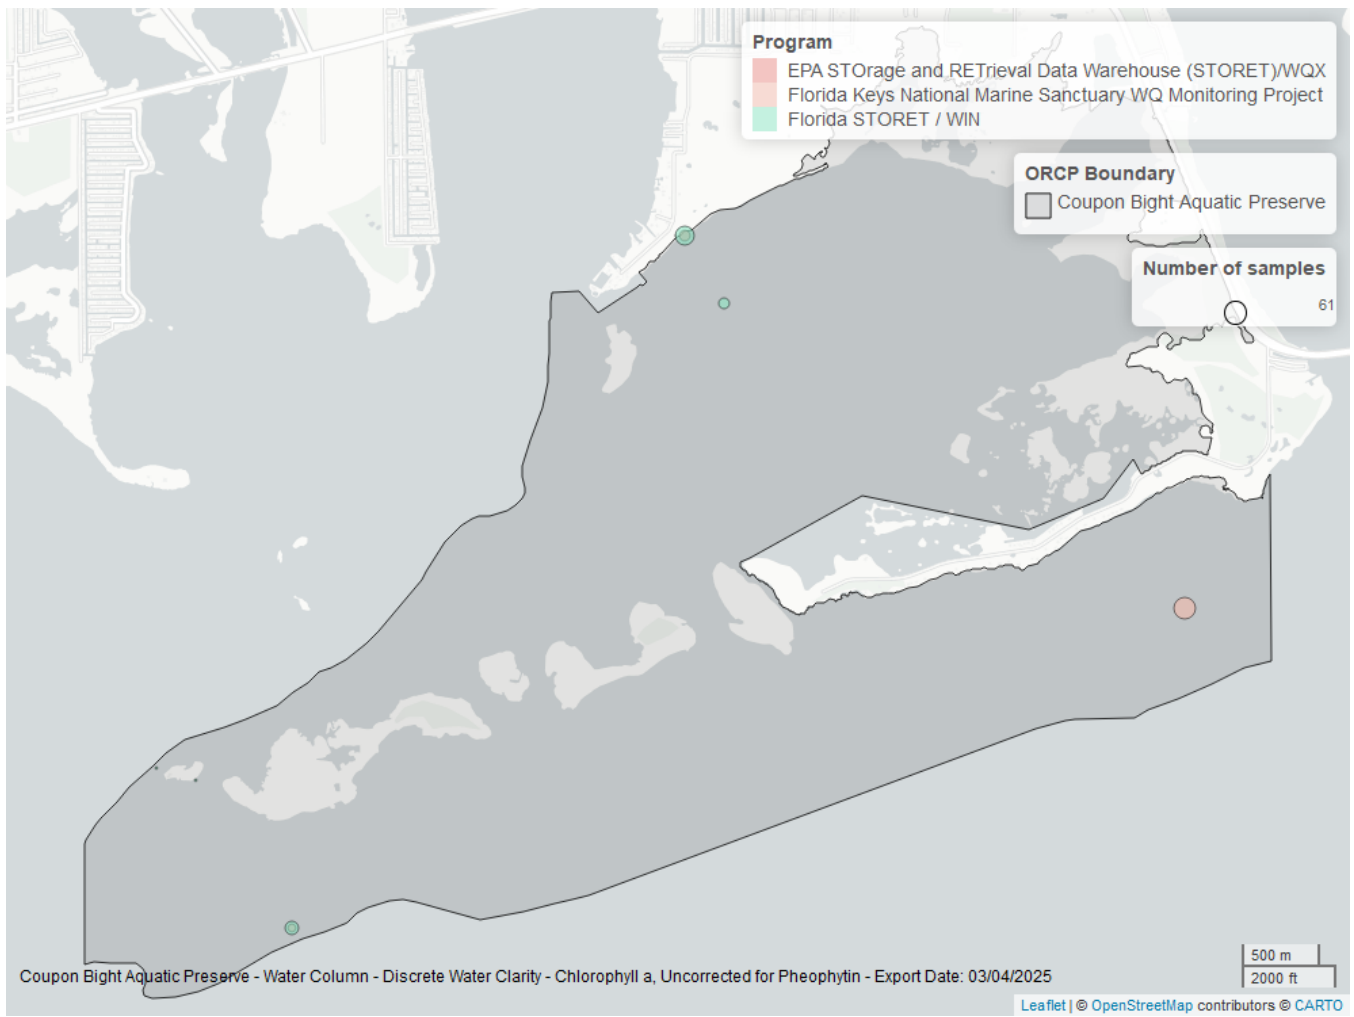 Program
EPA STOrage and RETrieval Data Warehouse (STORET)/WQX
Florida Keys National Marine Sanctuary WQ Monitoring Project
Florida STORET / WIN
ORCP Boundary
Coupon Bight Aquatic Preserve
Number of samples
61
500 m
2000 ft
Coupon Bight Aquatic Preserve - Water Column - Discrete Water Clarity - Chlorophyll a, Uncorrected for Pheophytin - Export Date: 03/04/2025
Leaflet | © OpenStreetMap contributors © CARTO